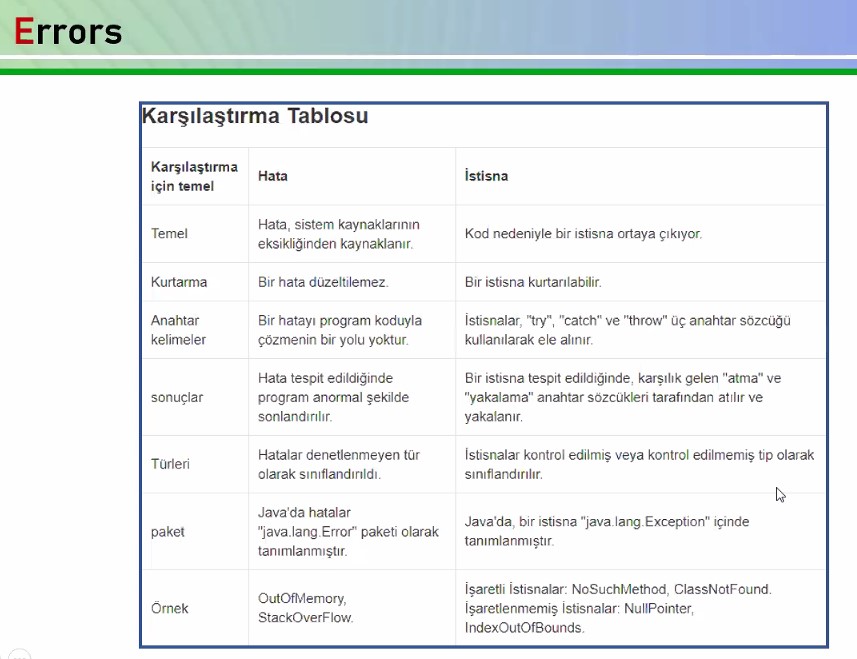 Errors
Karşılaştırma Tablosu
Karşılaştırma
için temel
Hata
İstisna
Temel
Hata, sistem kaynaklarının
eksikliğinden kaynaklanır.
Kod nedeniyle bir istisna ortaya çıkıyor.
Kurtarma
Bir hata düzeltilemez.
Bir istisna kurtarılabilir.
Anahtar
kelimeler
Bir hatayı program koduyla
çözmenin bir yolu yoktur.
İstisnalar, "try", "catch" ve "throw" üç anahtar sözcüğü
kullanılarak ele alınır.
sonuçlar
Hata tespit edildiğinde
program anormal şekilde
sonlandırılır.
Bir istisna tespit edildiğinde, karşılık gelen "atma" ve
"yakalama" anahtar sözcükleri tarafından atılır ve
yakalanır.
Türleri
Hatalar denetlenmeyen tür
olarak sınıflandırıldı.
İstisnalar kontrol edilmiş veya kontrol edilmemiş tip olarak
sınıflandırılır.
paket
Java'da hatalar
"java.lang.Error" paketi olarak
tanımlanmıştır.
Java'da, bir istisna "java.lang.Exception" içinde
tanımlanmıştır.
Örnek
OutOfMemory,
StackOverFlow.
İşaretli İstisnalar: NoSuchMethod, ClassNotFound.
İşaretlenmemiş İstisnalar: NullPointer,
IndexOutOfBounds.